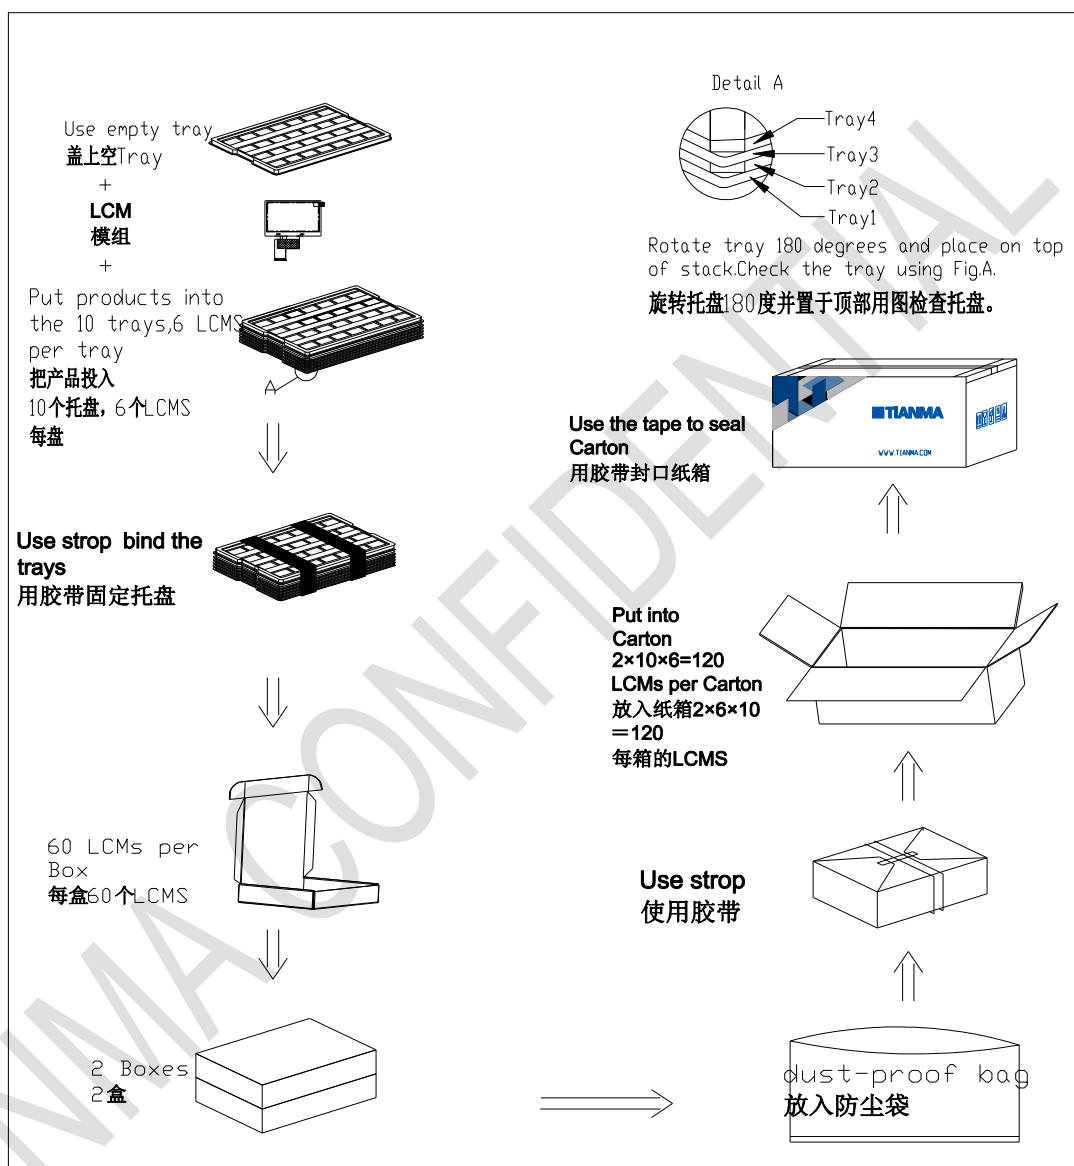 Use empty tray
盖上空Tray
+
LCM
模组
+
Put products into
the 10 trays,6 LCMS
per tray
把产品投入
10个托盘，6个LCMS
每盘
A
Use strop bind the
trays
用胶带固定托盘
60 LCMs per
Box
每盒60个LCMS
2 Boxes
2盒
dust-proof bag
放入防尘袋
Use strop
使用胶带
Put into
Carton
2×10×6=120
LCMs per Carton
放入纸箱2×6×10
＝120
每箱的LCMS
Use the tape to seal
Carton
用胶带封口纸箱
TIANMA
WWW.TIANMA.COM
Detail A
Tray4
Tray3
Tray2
Tray1
Rotate tray 180 degrees and place on top
of stack.Check the tray using Fig.A.
旋转托盘180度并置于顶部用图检查托盘。
NMA CONFIDENTIAL